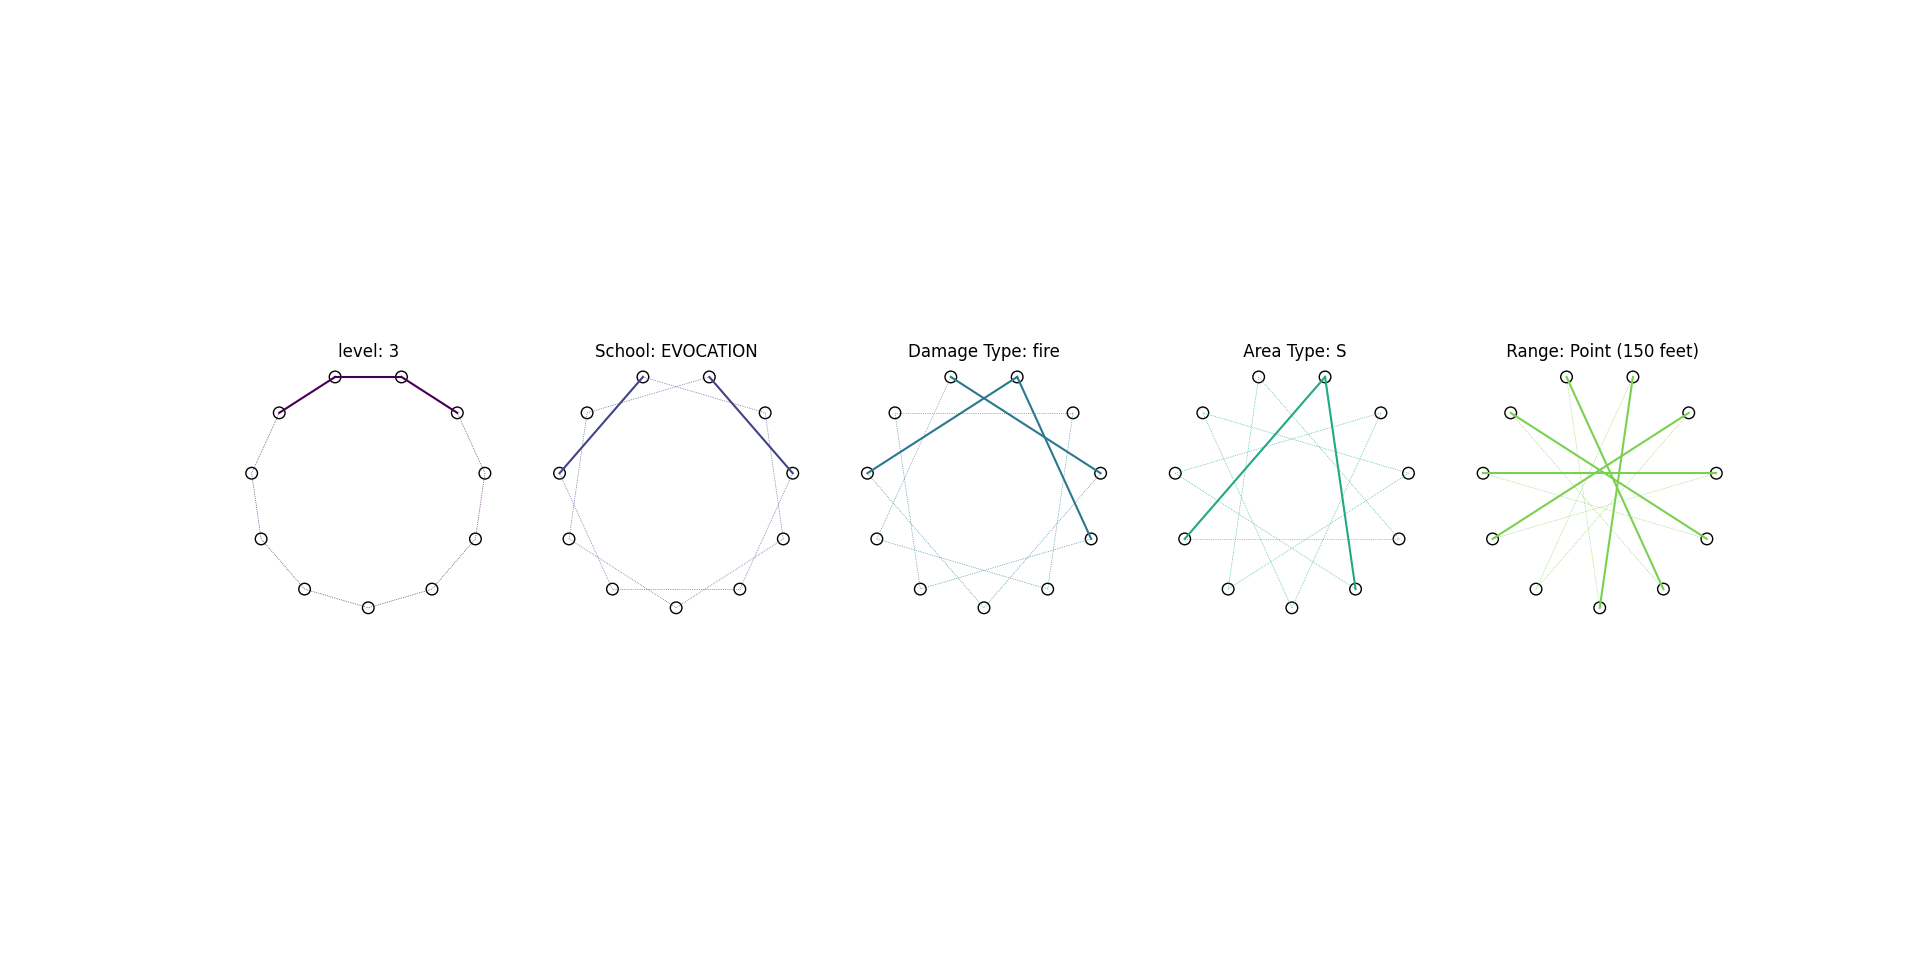 level: 3
School: EVOCATION
Damage Type: fire
Area Type: S
Range: Point (150 feet)